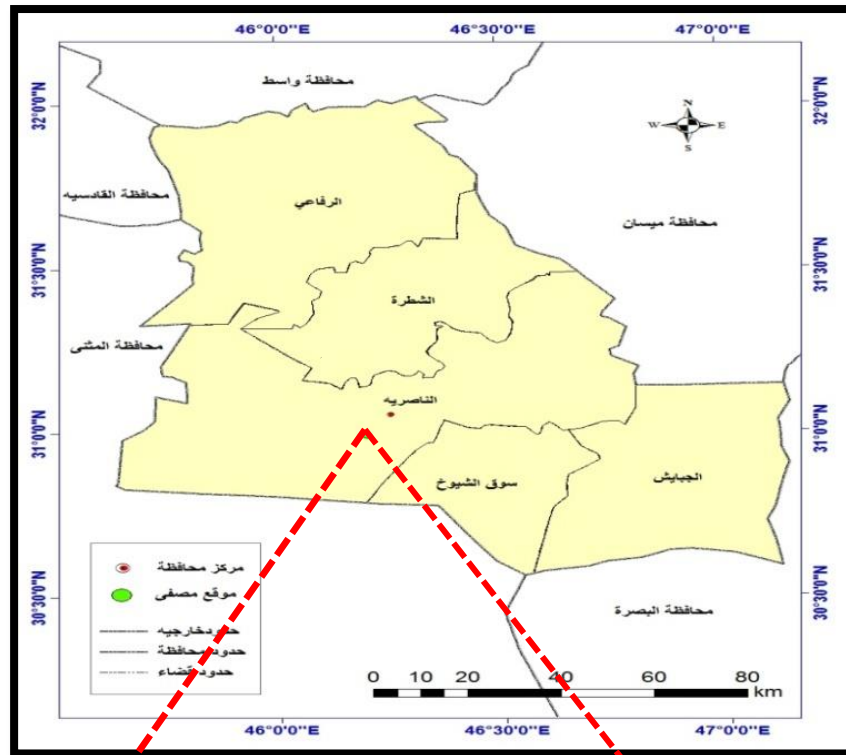 46°0'0"E 46°30'0"E 47°0'0"E
محافظة واسط
32°0'0"N 32°0'0"N
N
W E
S
محافظة القادسيه
الرفاعي
محافظة ميسان
31°30'0"N 31°30'0"N
الشطرة
محافظة المثنى
الناصريه
31°0'0"N 31°0'0"N
سوق الشيوخ
الجبايش
مركز محافظة
موقع مصفى
30°30'0"N 30°30'0"N
محافظة البصرة
حدودخارجيه
حدود محافظة
حدود قضاء
0 5 10 20 40 60 80
km
46°0'0"E 46°30'0"E 47°0'0"E